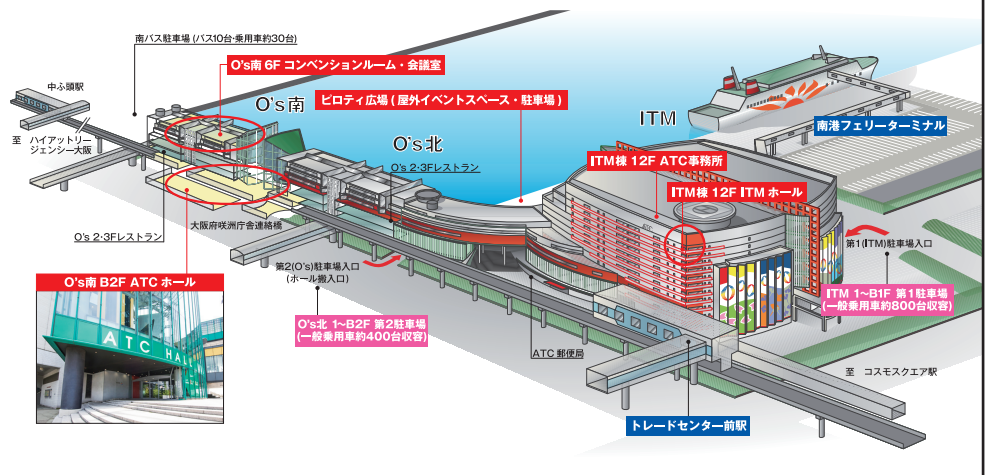 南バス駐車場 (バス10台・乗用車約30台)
O's南 6F コンベンションルーム・会議室
中ふ頭駅
O's南
ピロティ広場 ( 屋外イベントスペース・駐車場 )
ITM
南港フェリーターミナル
至 ハイアットリー
ジェンシー大阪
O's北
O's 2・3Fレストラン
ITM棟 12F ATC事務所
ITM棟 12F ITM ホール
大阪府咲洲庁舎連絡橋
O's 2・3Fレストラン
第1(ITM)駐車場入口
第2(O's)駐車場入口
(ホール搬入口)
O's南 B2F ATC ホール
ITM 1〜B1F 第1駐車場
(一般乗用車約800台収容)
O's北 1〜B2F 第2駐車場
(一般乗用車約400台収容)
ATC HAL
ATC 郵便局
至 コスモスクエア駅
トレードセンター前駅